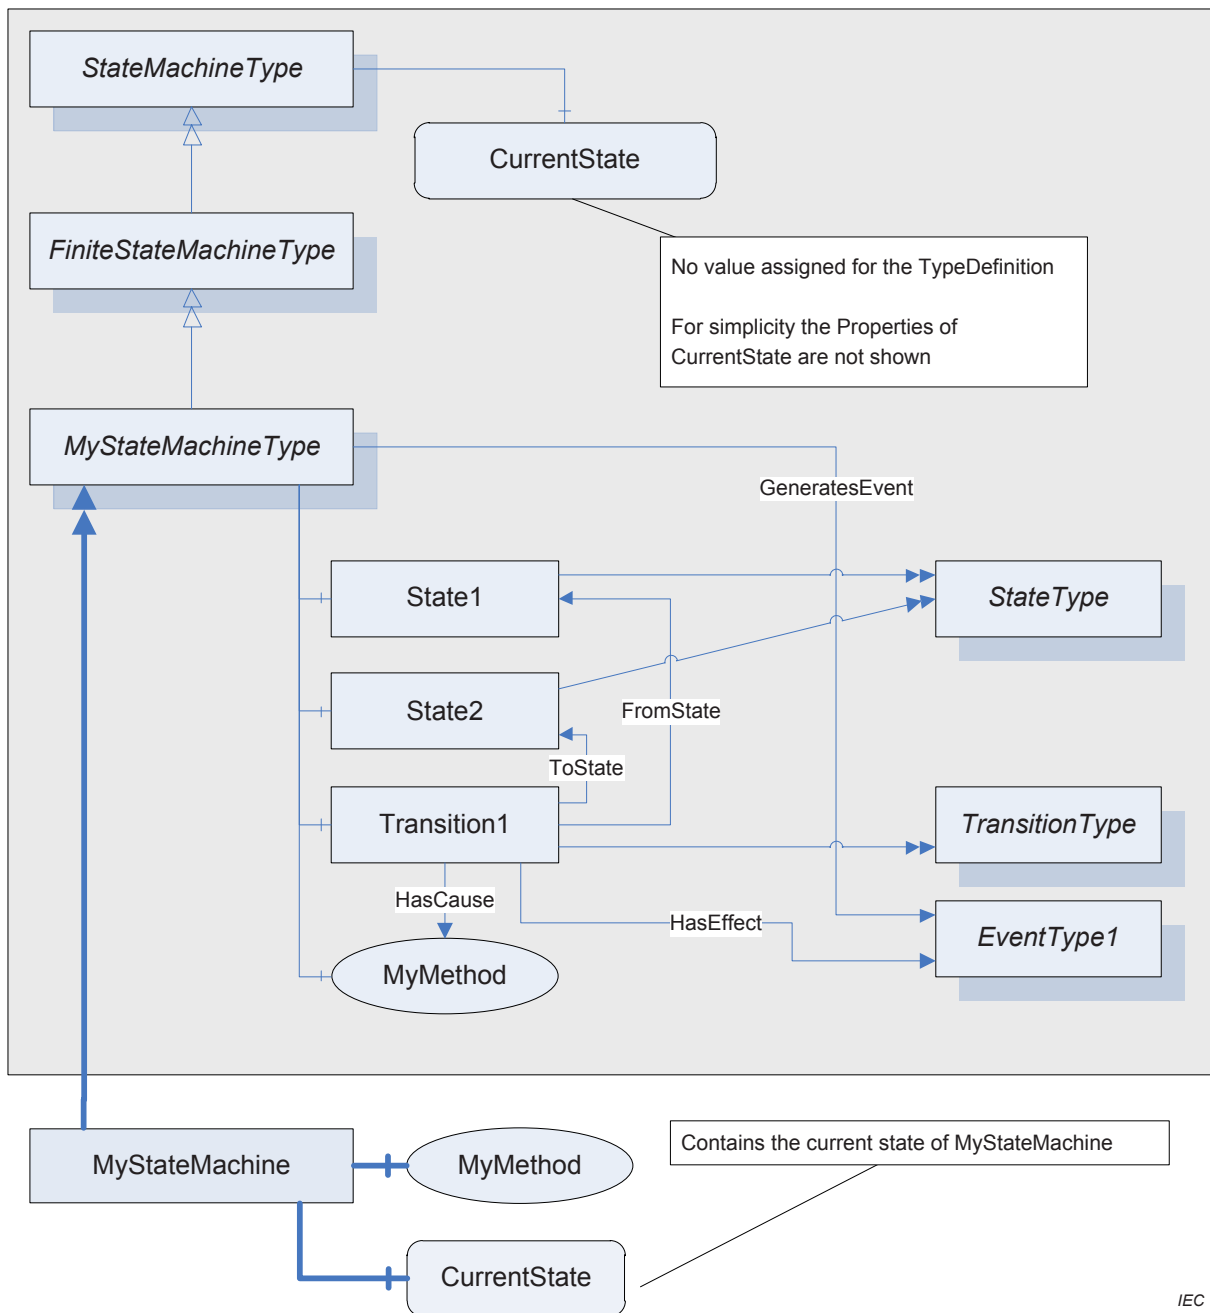 StateMachineType
CurrentState
FiniteStateMachineType
No value assigned for the TypeDefinition
For simplicity the Properties of
CurrentState are not shown
MyStateMachineType
GeneratesEvent
State1
StateType
State2
FromState
ToState
Transition1
TransitionType
HasCause
HasEffect
EventType1
MyMethod
Contains the current state of MyStateMachine
MyStateMachine
MyMethod
CurrentState
IEC